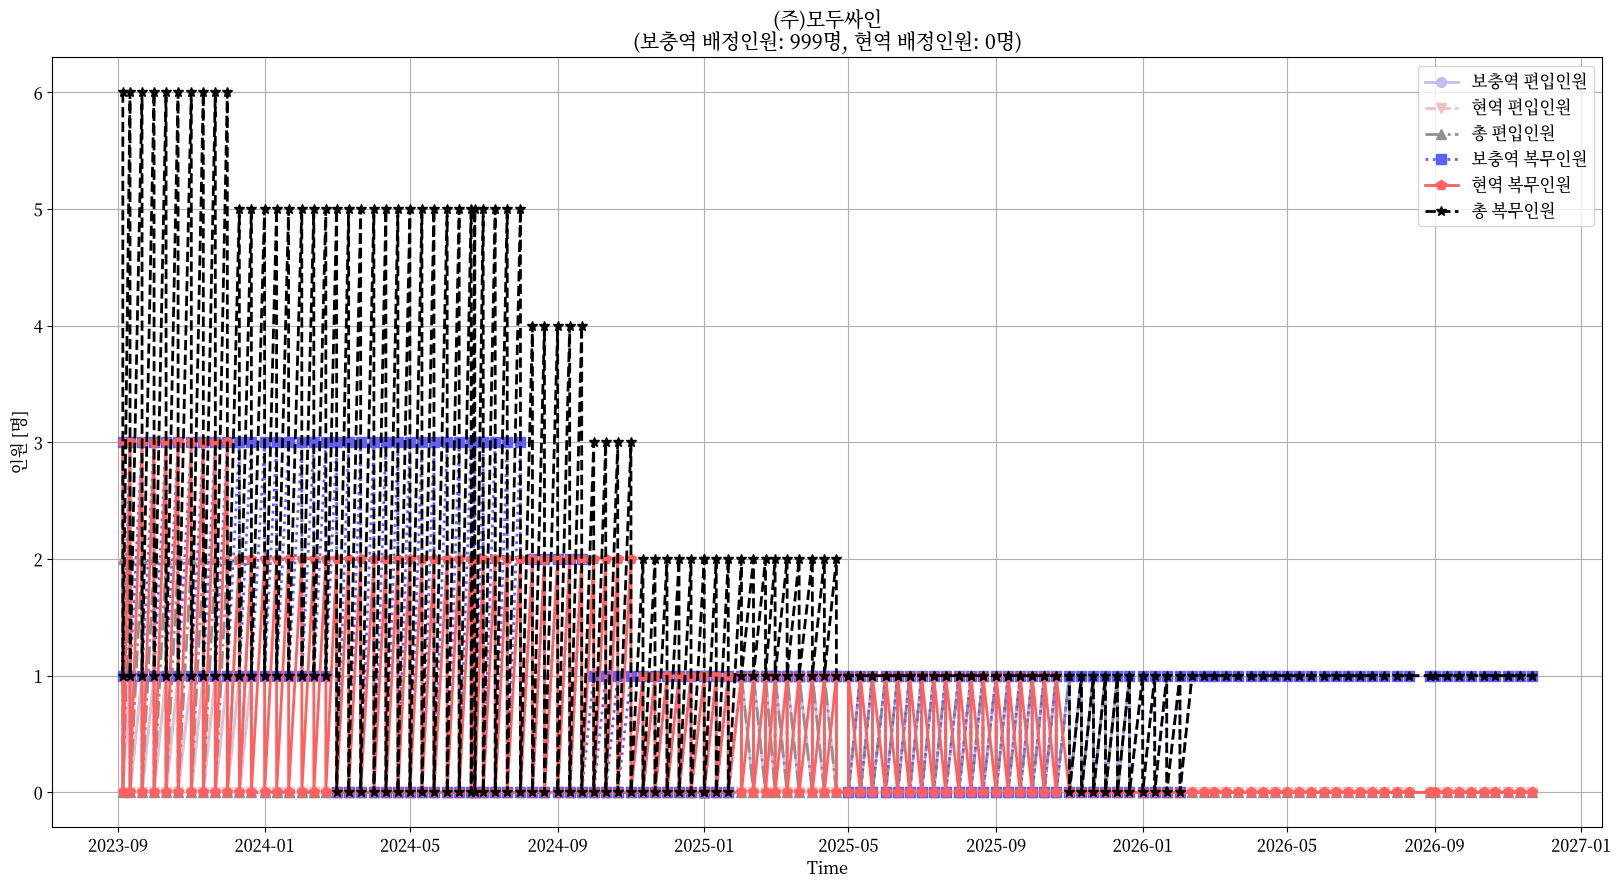 (주)모두싸인
(보충역 배정인원: 999명, 현역 배정인원: 0명)
보충역 편입인원
현역 편입인원
총 편입인원
보충역 복무인원
현역 복무인원
총 복무인원
인원 [명]
6
5
4
3
2
1
0
2023-09
2024-01
2024-05
2024-09
2025-01
2025-05
2025-09
2026-01
2026-05
2026-09
2027-01
Time